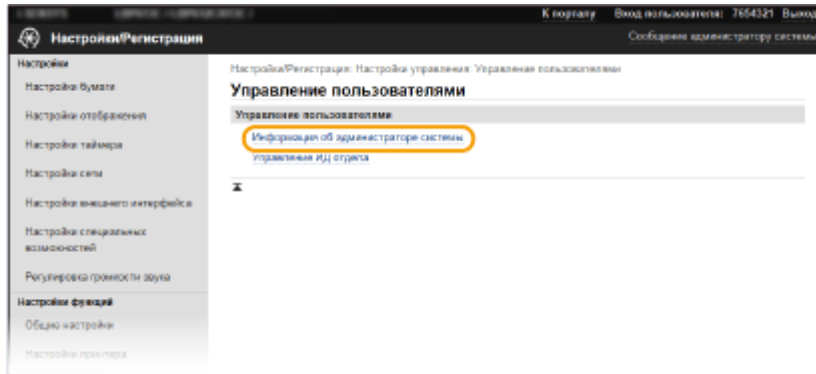 К порталу Вход пользователя: 7654321 Выход
Настройки/Регистрация
Сообщение администратору системы
Настройки
Настройки бумаги
Настройки отображения
Настройки таймера
Настройки сети
Настройки внешнего интерфейса
Настройки специальных
возможностей
Регулировка громкости звука
Настройки функций
Общие настройки
Настройки принтера
Настройки/Регистрация: Настройки управления: Управление пользователями
Управление пользователями
Управление пользователями
Информация об администраторе системы
Управление ИД отдела